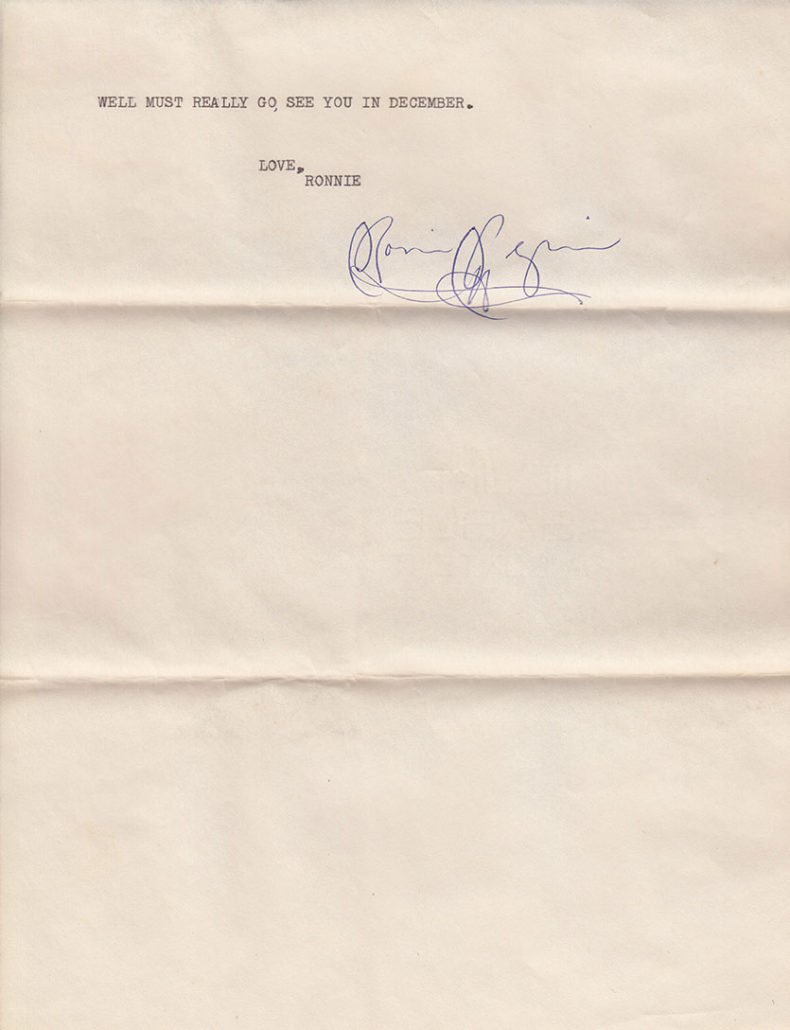 WELL MUST REALLY GO, SEE YOU IN DECEMBER.
LOVE,
RONNIE